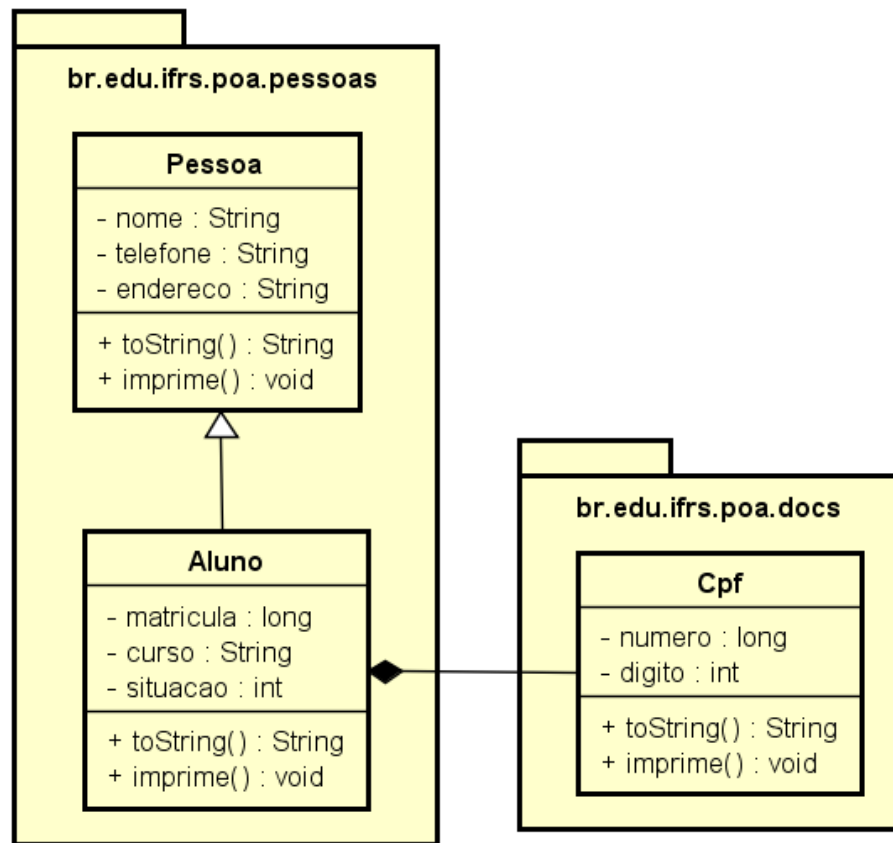 br.edu.ifrs.poa.pessoas
Pessoa
- nome : String
- telefone : String
- endereco : String
+ toString() : String
+ imprime() : void
Aluno
- matricula : long
- curso : String
- situacao : int
+ toString() : String
+ imprime() : void
br.edu.ifrs.poa.docs
Cpf
- numero : long
- digito : int
+ toString() : String
+ imprime() : void